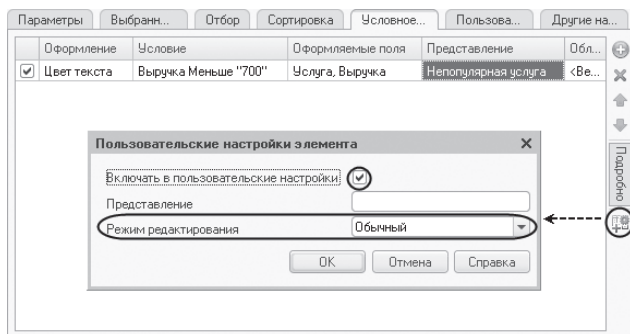 Параметры Выбранн... Отбор Сортировка Условное... Пользова... Другие на...
Оформление Условие Оформляемые поля Представление Обл...
Цвет текста Выручка Меньше "700" Услуга, Выручка Непопулярная услуга <Ве...
Подробно
Пользовательские настройки элемента
Включать в пользовательские настройки
Представление
Режим редактирования Обычный
ОК Отмена Справка